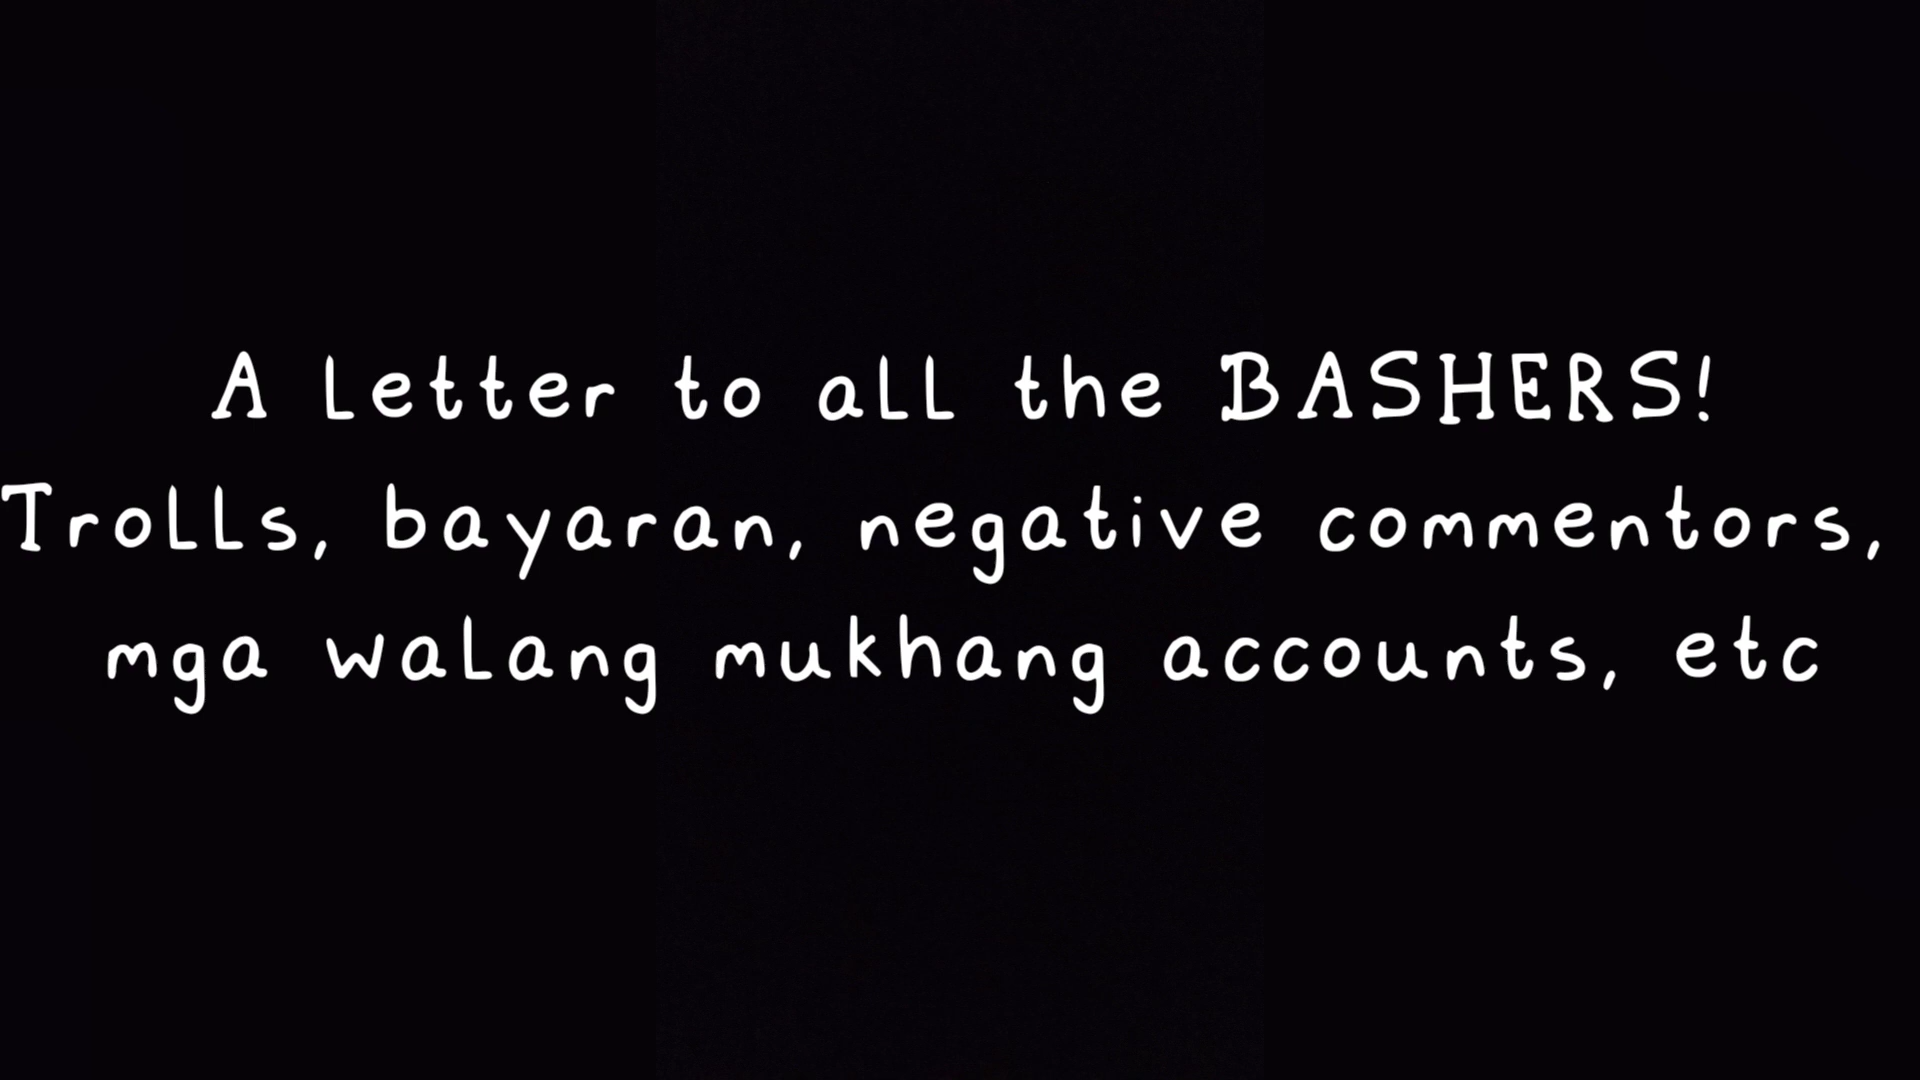 A Letter to all the BASHERS!
Trolls, bayaran, negative commentors,
mga walang mukhang accounts, etc